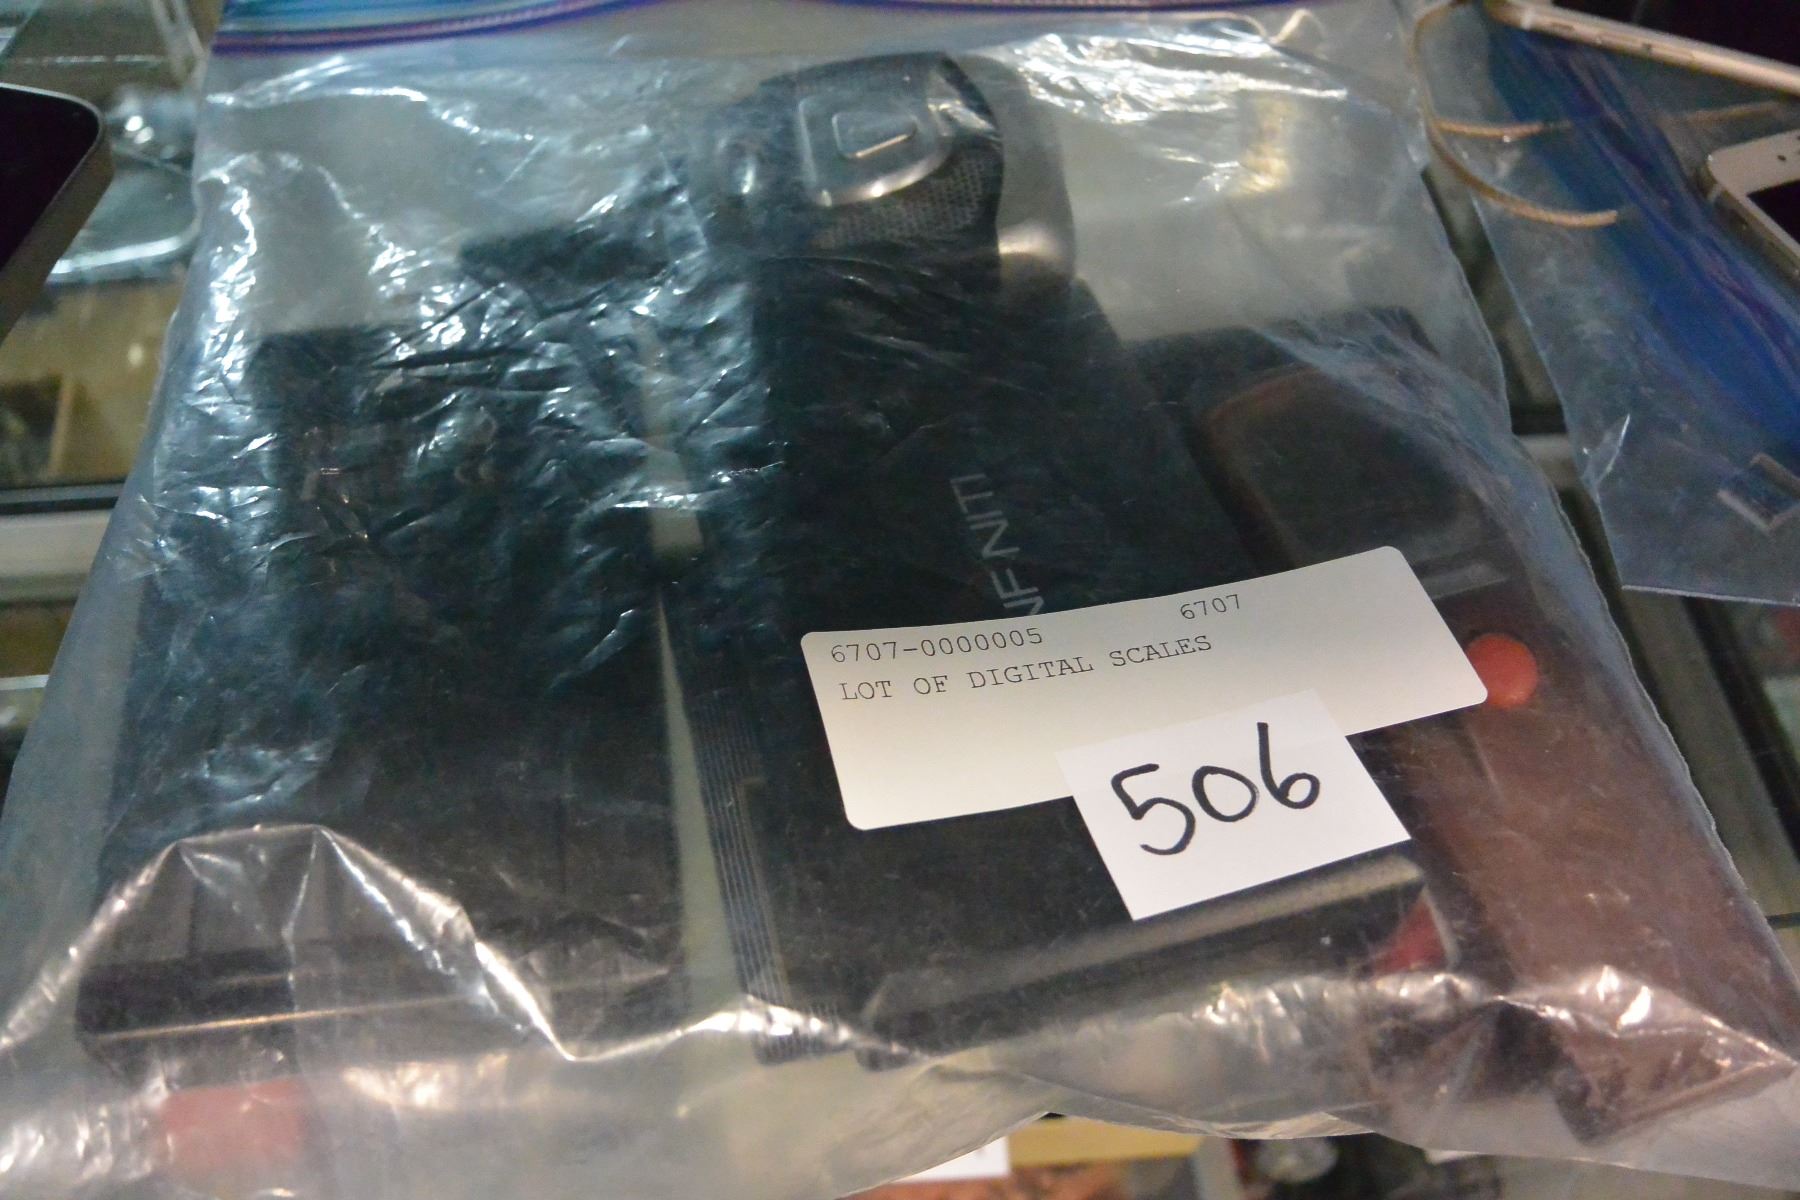 6707-0000005 6707
LOT OF DIGITAL SCALES
506